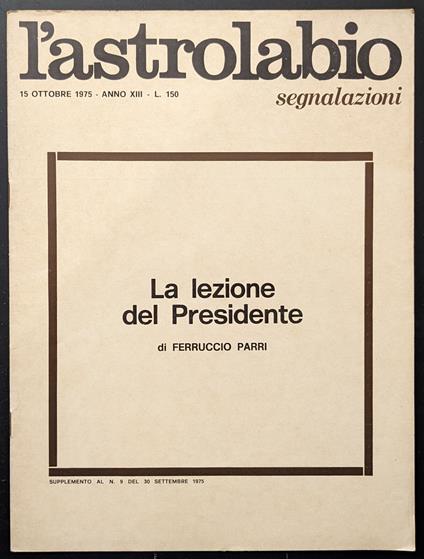 l'astrolabio
15 OTTOBRE 1975 - ANNO XIII - L. 150
segnalazioni
La lezione
del Presidente
di FERRUCCIO PARRI
SUPPLEMENTO AL N. 9 DEL 30 SETTEMBRE 1975